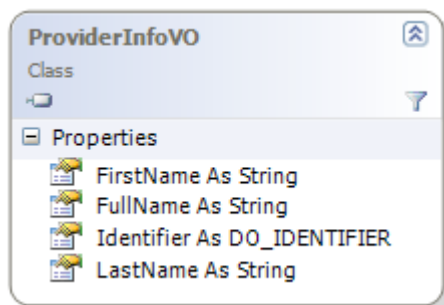 ProviderInfoVO
Class
Properties
FirstName As String
FullName As String
Identifier As DO_IDENTIFIER
LastName As String